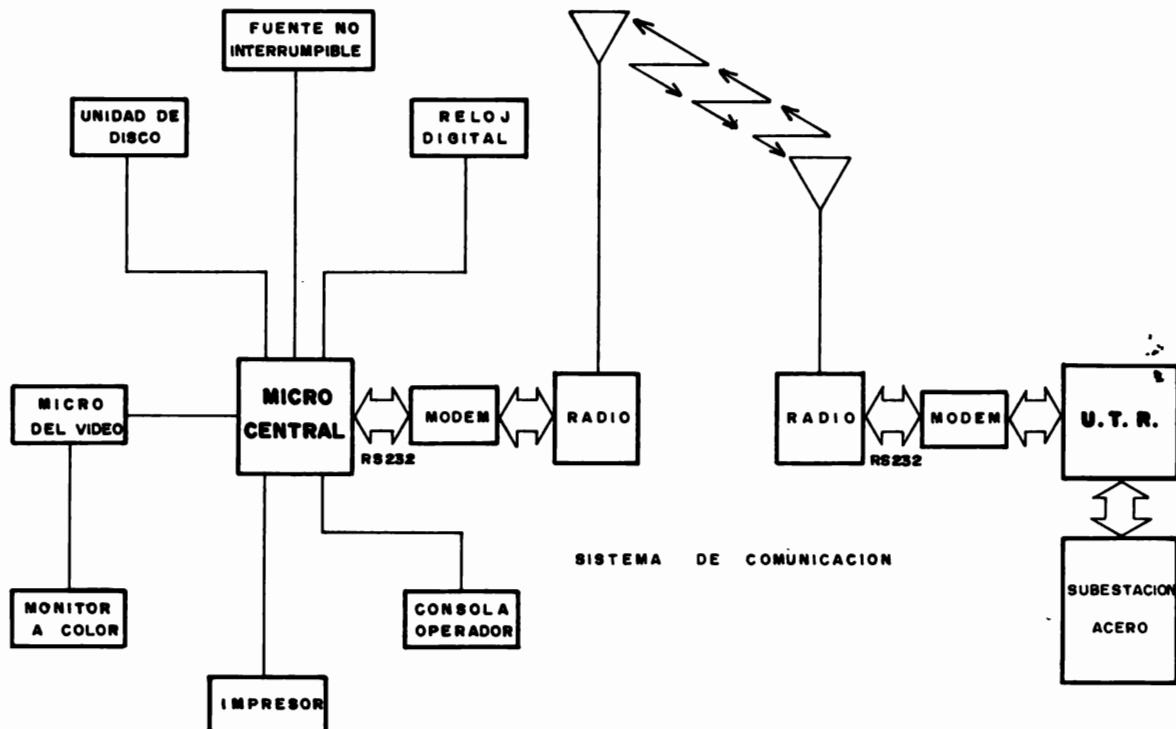 FUENTE NO
INTERRUMPIBLE
UNIDAD DE
DISCO
RELOJ
DIGITAL
MICRO
DEL VIDEO
MICRO
CENTRAL
RS232
MODEM
RADIO
RADIO
RS232
MODEM
U.T.R.
SISTEMA DE COMUNICACION
MONITOR
A COLOR
CONSOLA
OPERADOR
IMPRESOR
SUBESTACION
ACERO